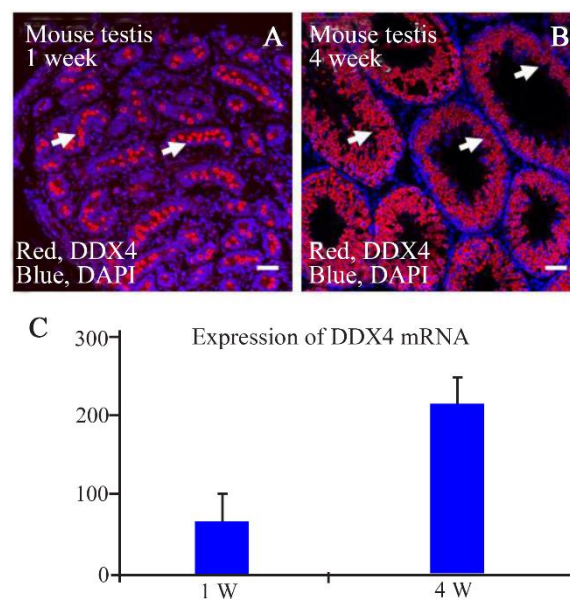 Mouse testis
1 week
A
Red, DDX4
Blue, DAPI
Mouse testis
4 week
B
Red, DDX4
Blue, DAPI
C
Expression of DDX4 mRNA
300
200
100
0
1 W
4 W